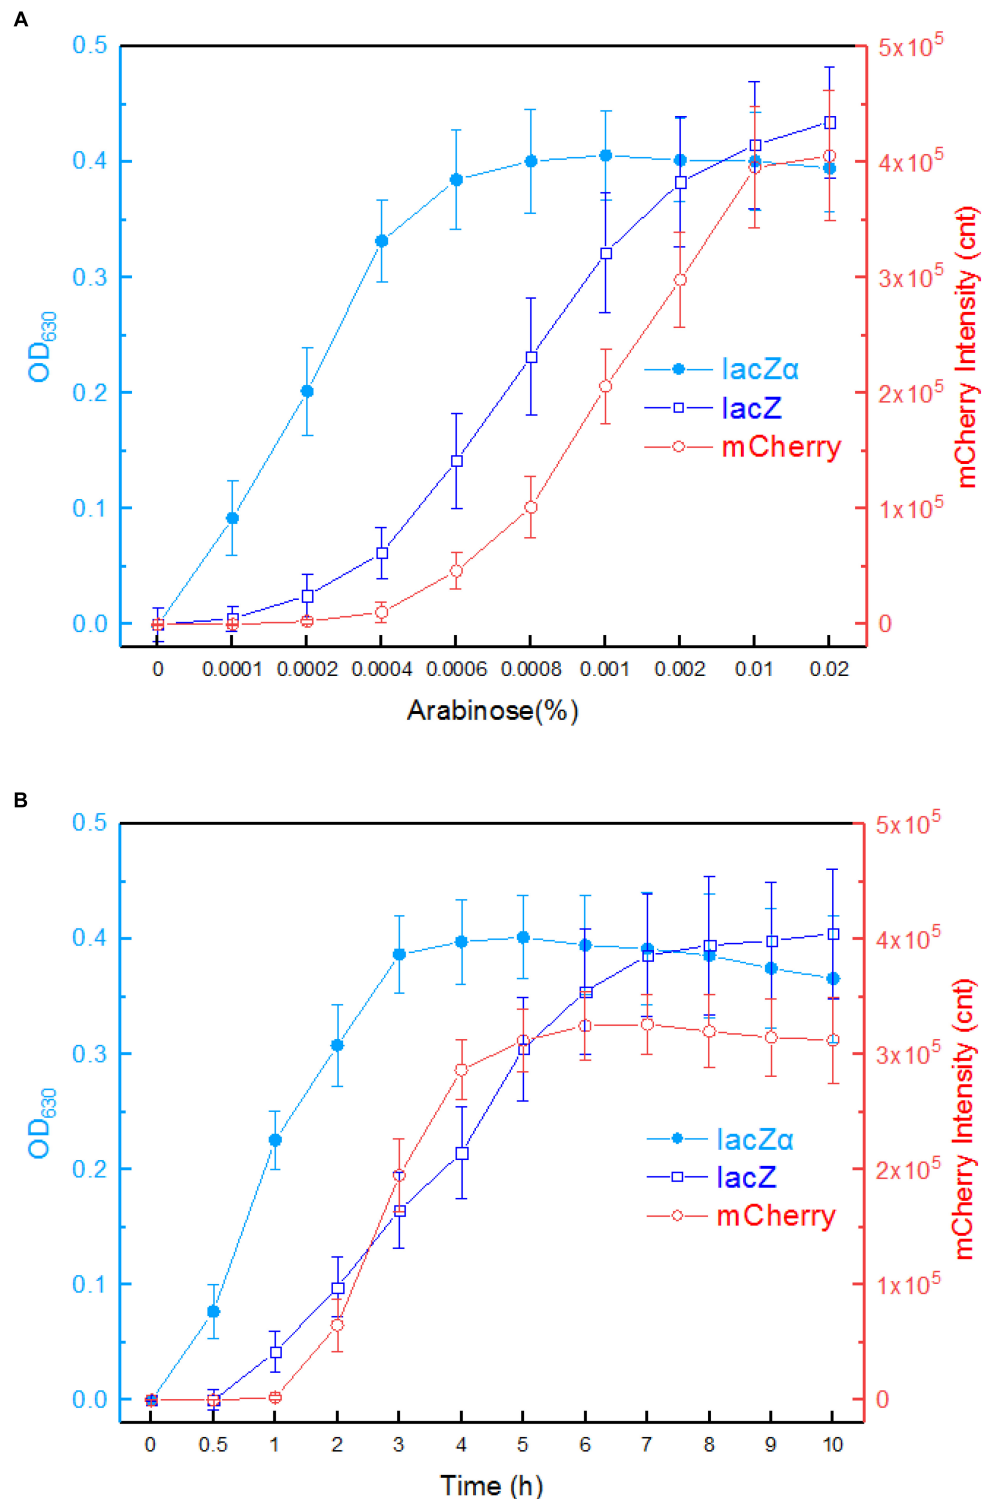 A
0.5
0.4
0.3
0.2
0.1
0.0
OD630
5x10^5
4x10^5
3x10^5
2x10^5
1x10^5
0
mCherry Intensity (cnt)
lacZα
lacZ
mCherry
0 0.0001 0.0002 0.0004 0.0006 0.0008 0.001 0.002 0.01 0.02
Arabinose(%)
B
0.5
0.4
0.3
0.2
0.1
0.0
OD630
5x10^5
4x10^5
3x10^5
2x10^5
1x10^5
0
mCherry Intensity (cnt)
lacZα
lacZ
mCherry
0 0.5 1 2 3 4 5 6 7 8 9 10
Time (h)